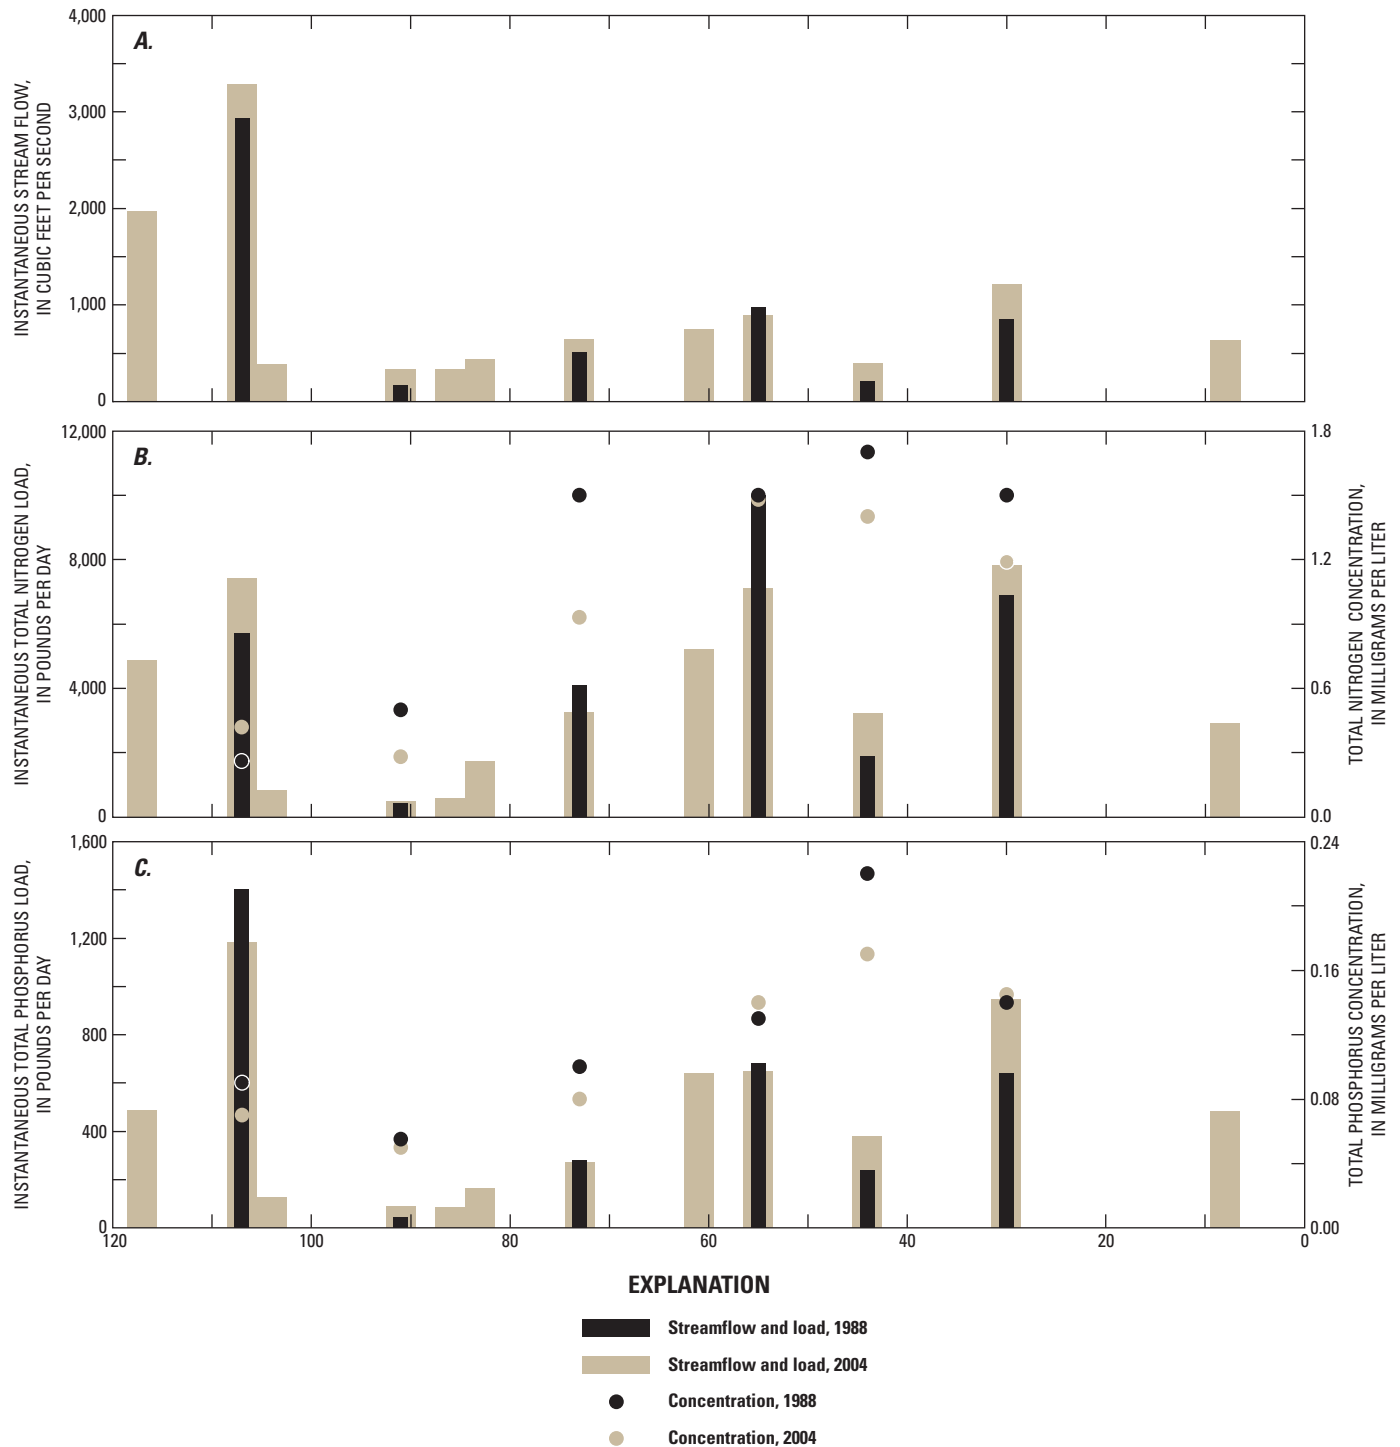 A.
INSTANTANEOUS STREAM FLOW,
IN CUBIC FEET PER SECOND
4,000
3,000
2,000
1,000
0
B.
INSTANTANEOUS TOTAL NITROGEN LOAD,
IN POUNDS PER DAY
12,000
8,000
4,000
0
1.8
1.2
0.6
0.0
TOTAL NITROGEN CONCENTRATION,
IN MILLIGRAMS PER LITER
C.
INSTANTANEOUS TOTAL PHOSPHORUS LOAD,
IN POUNDS PER DAY
1,600
1,200
800
400
0
0.24
0.16
0.08
0.00
TOTAL PHOSPHORUS CONCENTRATION,
IN MILLIGRAMS PER LITER
120 100 80 60 40 20 0
EXPLANATION
Streamflow and load, 1988
Streamflow and load, 2004
Concentration, 1988
Concentration, 2004